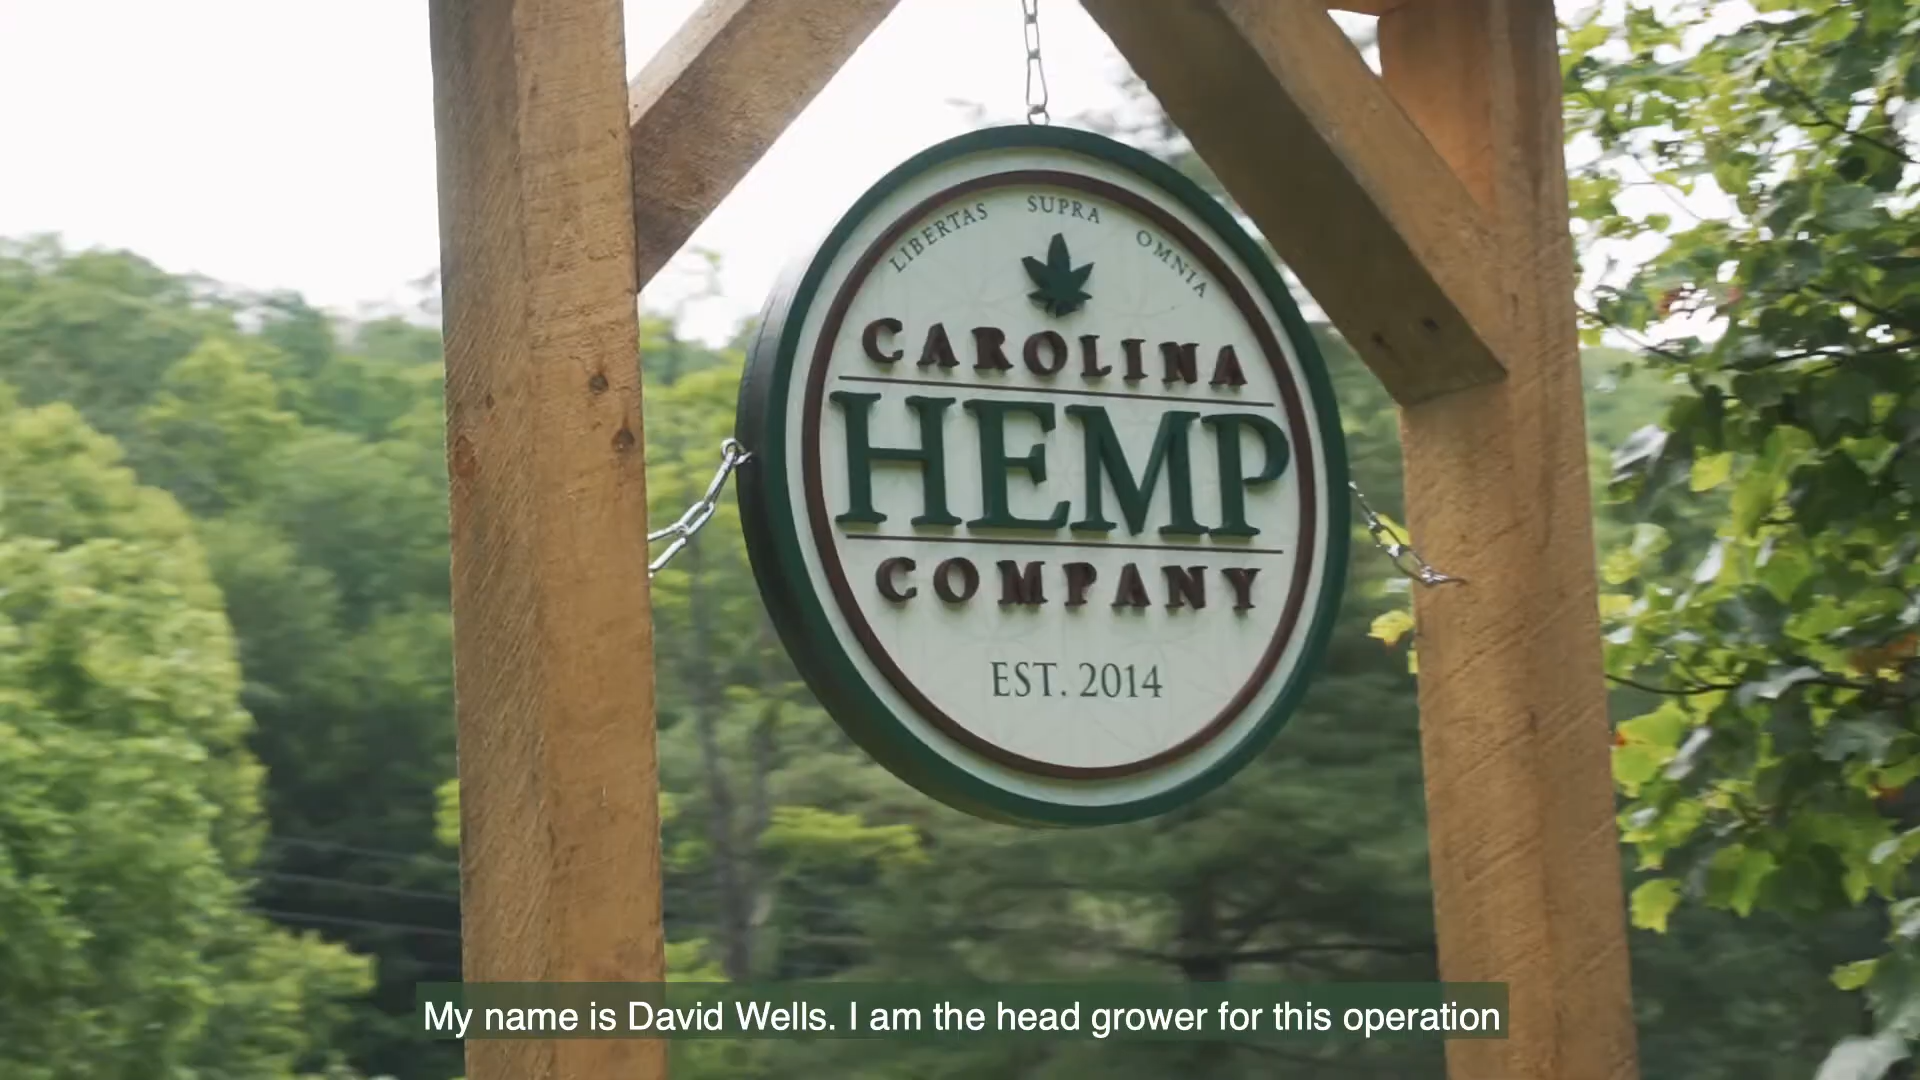 LIBERTAS SUPRA OMNIA
CAROLINA
HEMP
COMPANY
EST. 2014
My name is David Wells. I am the head grower for this operation